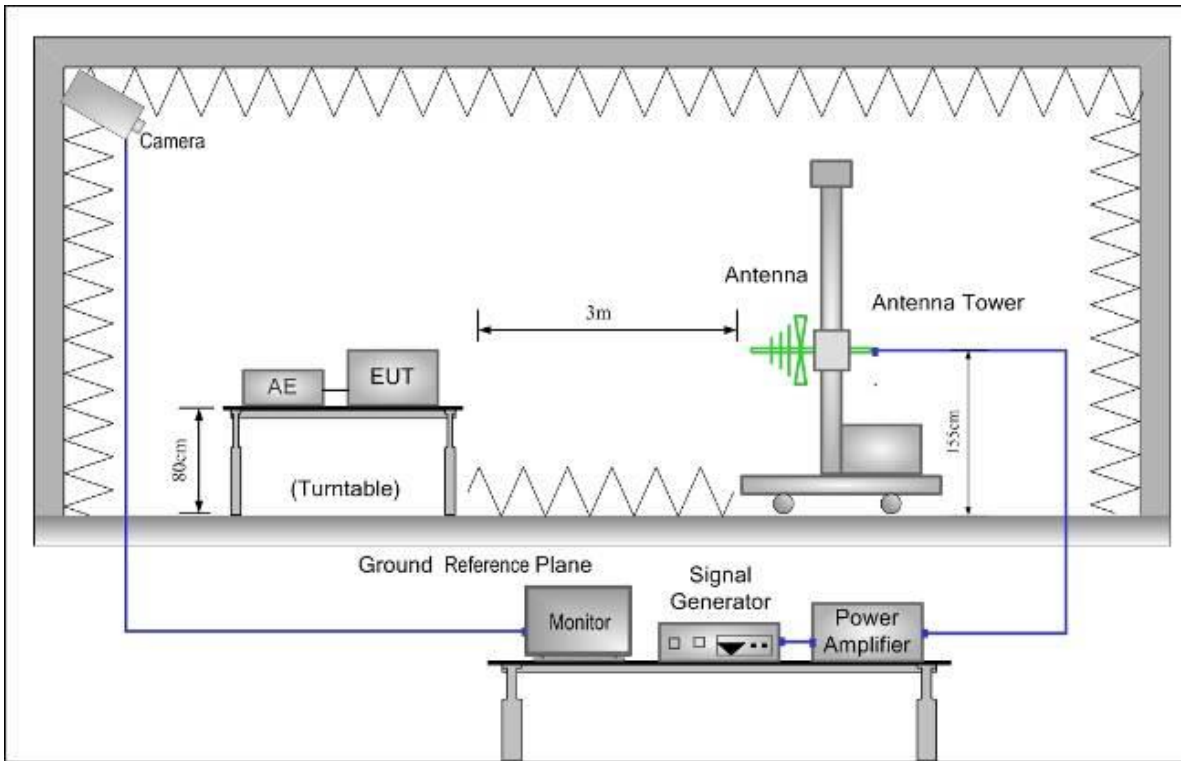 Camera
Antenna
Antenna Tower
3m
AE
EUT
80cm
155cm
(Turntable)
Ground Reference Plane
Signal
Generator
Monitor
Power
Amplifier